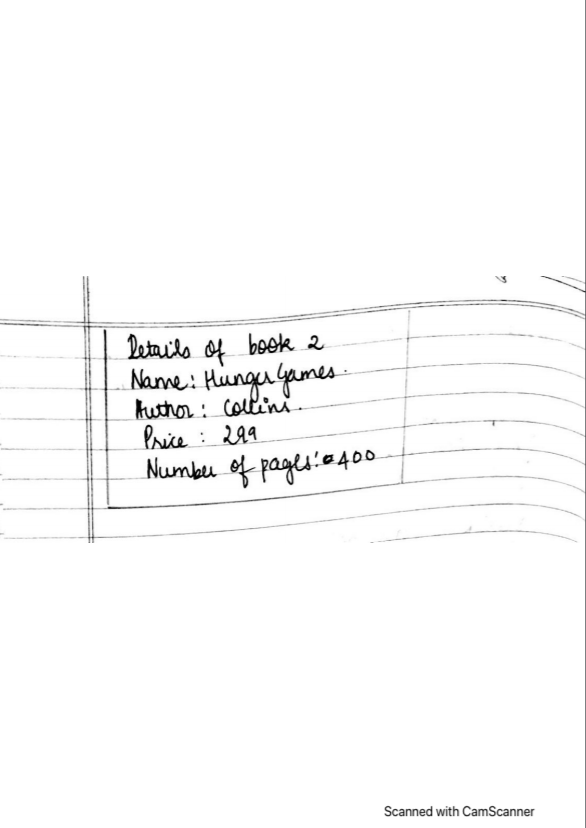 Details of book 2
Name: Hunger Games.
Author: Collins.
Price : 299
Number of pages: 400
Scanned with CamScanner